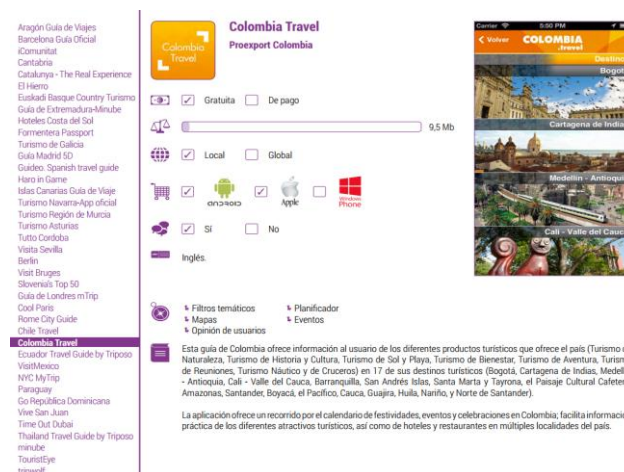 Aragón Guía de Viajes
Barcelona Guía Oficial
iComunitat
Cantabria
Catalunya - The Real Experience
El Hierro
Euskadi Basque Country Turismo
Guía de Extremadura-Minube
Hoteles Costa del Sol
Formentera Passport
Turismo de Galicia
Guía Madrid 5D
Guideo. Spanish travel guide
Haro in Game
Islas Canarias Guía de Viaje
Turismo Navarra-App oficial
Turismo Región de Murcia
Turismo Asturias
Tutto Cordoba
Visita Sevilla
Berlin
Visit Bruges
Slovenia's Top 50
Guía de Londres mTrip
Cool Paris
Rome City Guide
Chile Travel
Colombia Travel
Ecuador Travel Guide by Triposo
VisitMexico
NYC MyTrip
Paraguay
Go República Dominicana
Vive San Juan
Time Out Dubai
Thailand Travel Guide by Triposo
minube
TouristEye
tripwolf
Colombia
Travel
Colombia Travel
Proexport Colombia
Gratuita De pago
9,5 Mb
Local Global
android Apple Windows
Phone
Sí No
Inglés.
Filtros temáticos Planificador
Mapas Eventos
Opinión de usuarios
Esta guía de Colombia ofrece información al usuario de los diferentes productos turísticos que ofrece el país (Turismo d
Naturaleza, Turismo de Historia y Cultura, Turismo de Sol y Playa, Turismo de Bienestar, Turismo de Aventura, Turism
de Reuniones, Turismo Náutico y de Cruceros) en 17 de sus destinos turísticos (Bogotá, Cartagena de Indias, Medell
- Antioquia, Cali - Valle del Cauca, Barranquilla, San Andrés Islas, Santa Marta y Tayrona, el Paisaje Cultural Cafeter
Amazonas, Santander, Boyacá, el Pacífico, Cauca, Guajira, Huila, Nariño, y Norte de Santander).
La aplicación ofrece un recorrido por el calendario de festividades, eventos y celebraciones en Colombia; facilita informació
práctica de los diferentes atractivos turísticos, así como de hoteles y restaurantes en múltiples localidades del país.
Carrier 5:50 PM
Volver COLOMBIA
.travel
Destino
Bogot
Cartagena de India
Medellín - Antioqui
Cali - Valle del Cauc